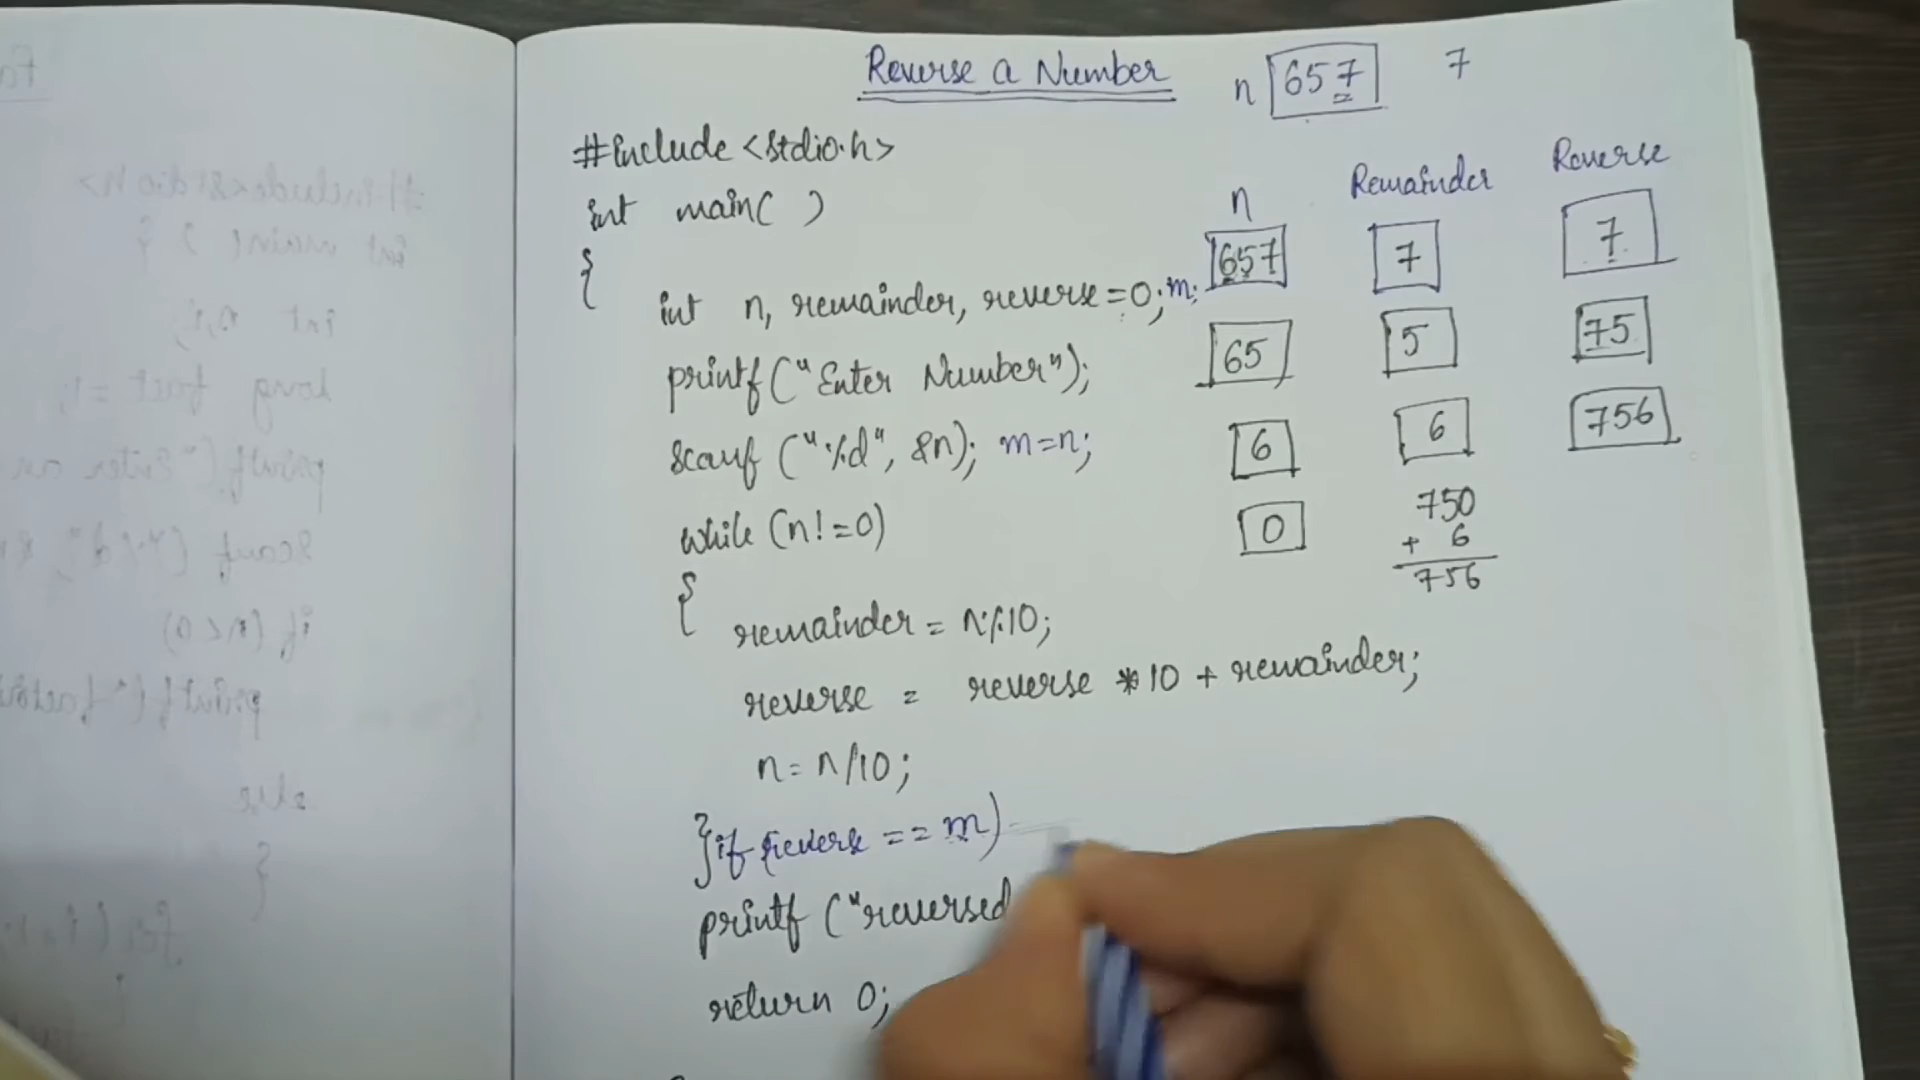 Reverse a Number
n 657 7
#include <stdio.h>
int main( )
{
int n, remainder, reverse=0; m;
printf("Enter Number");
scanf ("%d", &n); m=n;
while (n!=0)
{
remainder = n%10;
reverse = reverse *10 + remainder;
n= n/10;
}if (reverse == m)
printf ("reversed
return 0;
n Remainder Reverse
657 7 7
65 5 75
6 6 756
0
750
+ 6
756